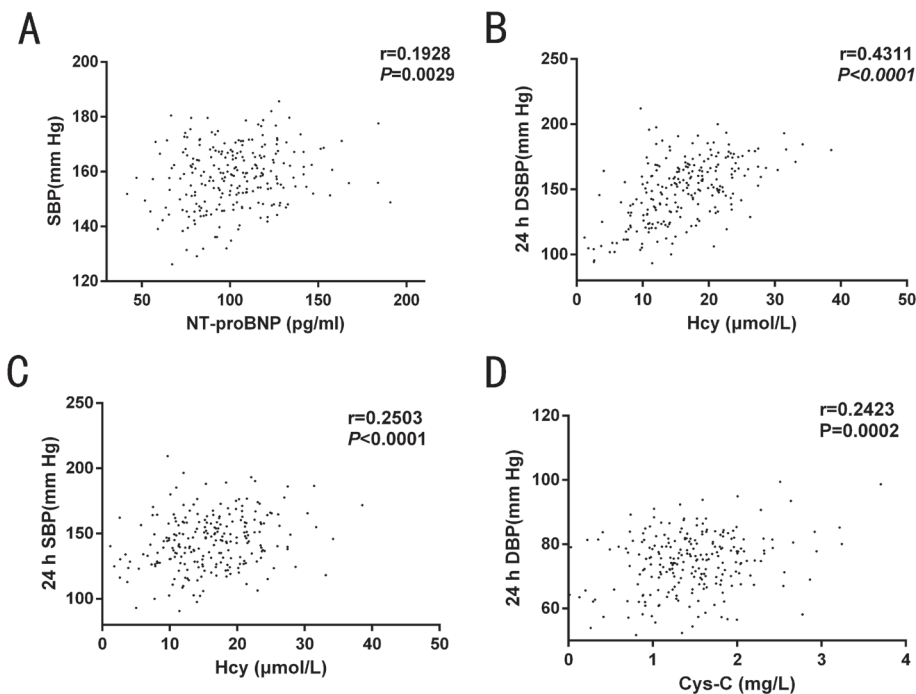 A
r=0.1928
P=0.0029
SBP(mm Hg)
200
180
160
140
120
50
100
150
200
NT-proBNP (pg/ml)
B
r=0.4311
P<0.0001
24 h DSBP(mm Hg)
250
200
150
100
0
10
20
30
40
50
Hcy (μmol/L)
C
r=0.2503
P<0.0001
24 h SBP(mm Hg)
250
200
150
100
0
10
20
30
40
50
Hcy (μmol/L)
D
r=0.2423
P=0.0002
24 h DBP(mm Hg)
120
100
80
60
0
1
2
3
4
Cys-C (mg/L)